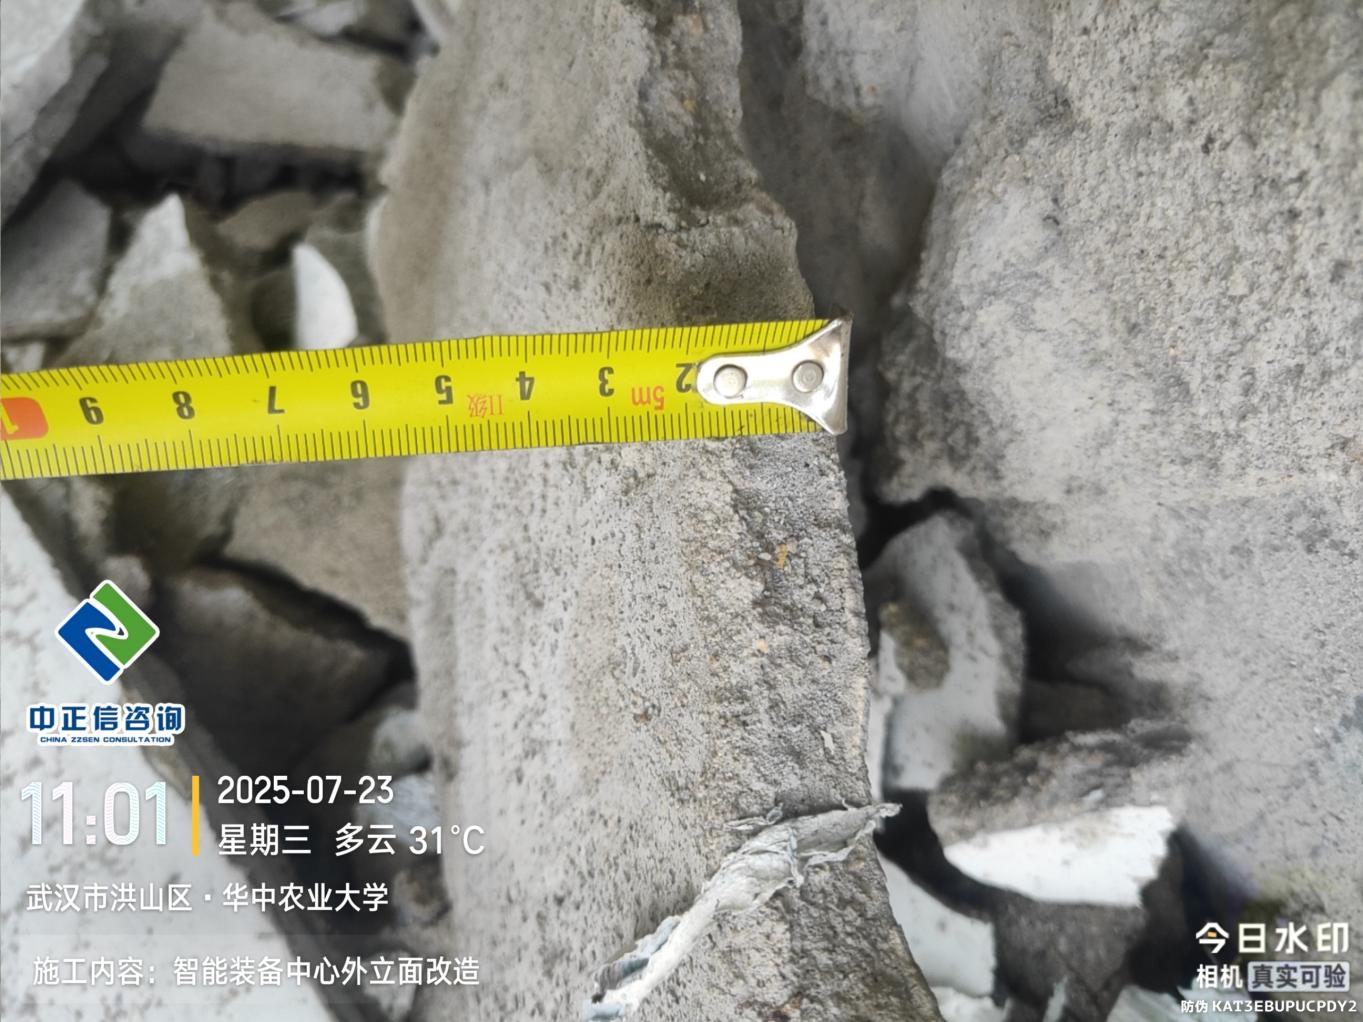 1 9 8 7 6 5 II级 4 3 5m 2
中正信咨询
CHINA ZZSEN CONSULTATION
11:01
2025-07-23
星期三 多云 31℃
武汉市洪山区·华中农业大学
施工内容：智能装备中心外立面改造
今日水印
相机 真实可验
防伪 KAT3EBUPUCPDY2